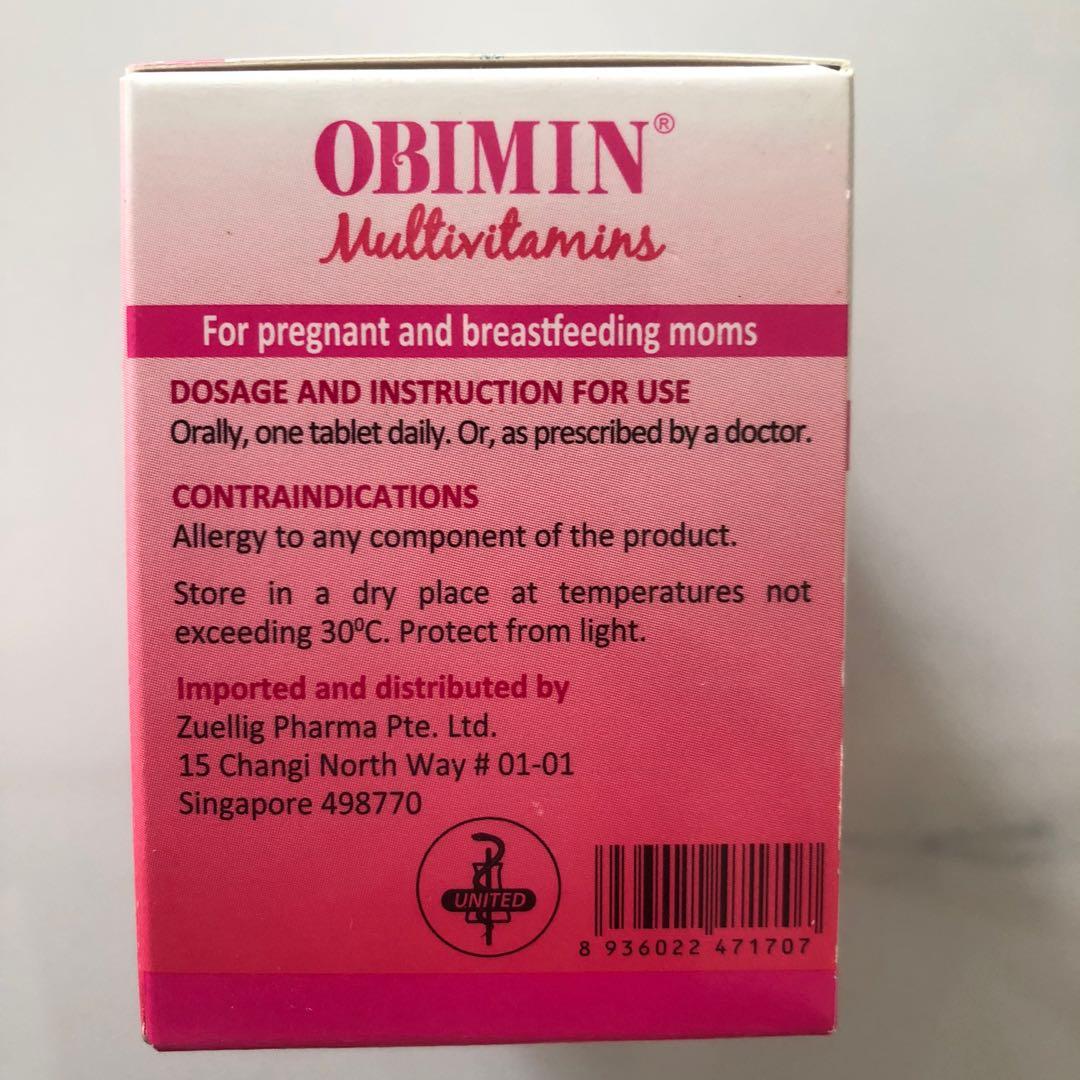 OBIMIN®
Multivitamins
For pregnant and breastfeeding moms
DOSAGE AND INSTRUCTION FOR USE
Orally, one tablet daily. Or, as prescribed by a doctor.
CONTRAINDICATIONS
Allergy to any component of the product.
Store in a dry place at temperatures not
exceeding 30⁰C. Protect from light.
Imported and distributed by
Zuellig Pharma Pte. Ltd.
15 Changi North Way # 01-01
Singapore 498770
UNITED
8 936022 471707